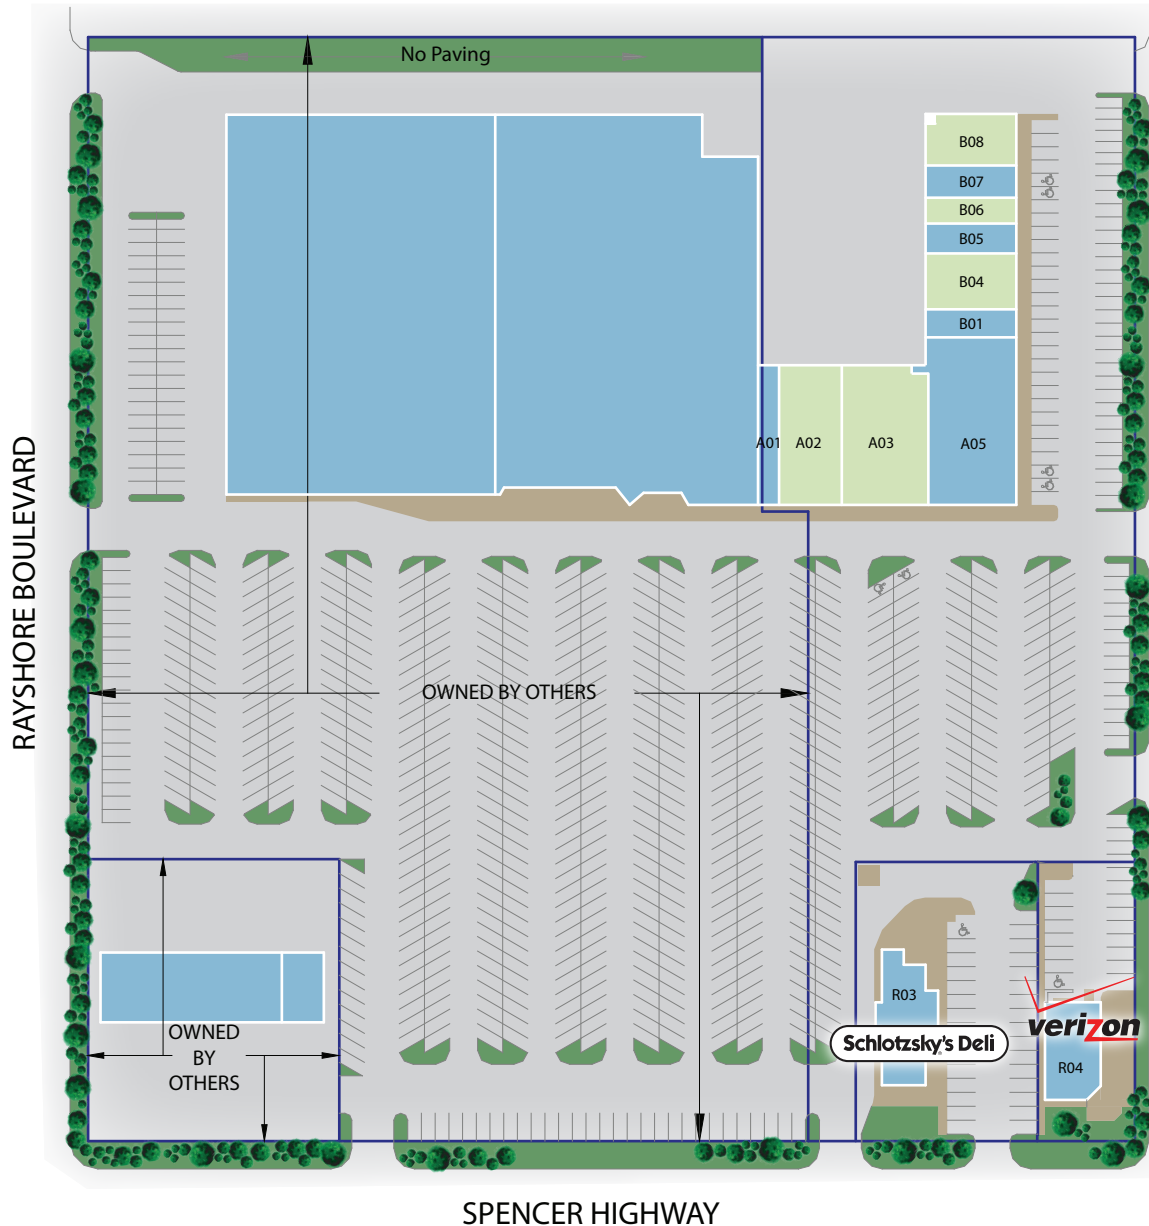 No Paving
B08
B07
B06
B05
B04
B01
A01
A02
A03
A05
RAYSHORE BOULEVARD
OWNED BY OTHERS
R03
Schlotzsky's Deli
verizon
R04
OWNED
BY
OTHERS
SPENCER HIGHWAY